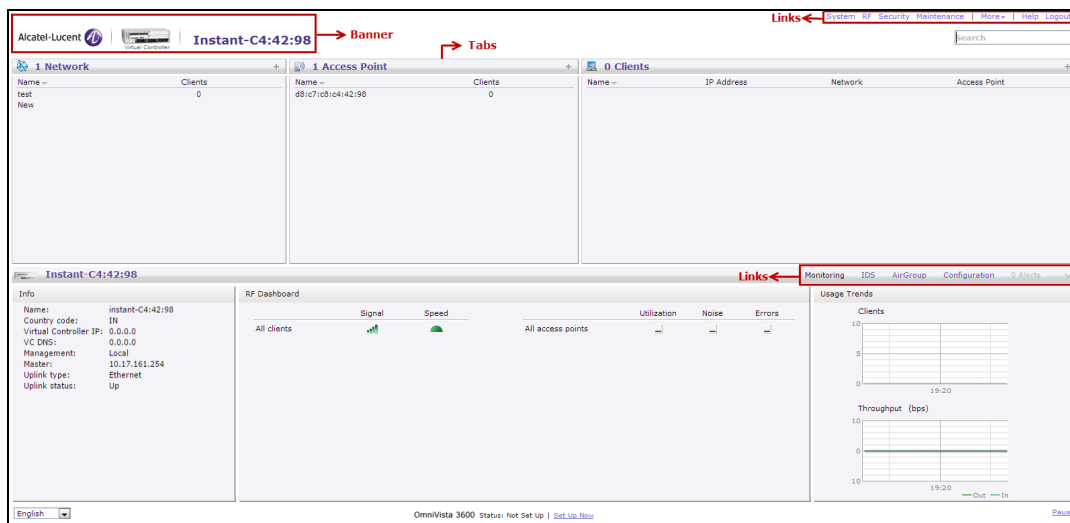 Links
System RF Security Maintenance | More | Help Logout
Alcatel·Lucent
Virtual Controller
Instant-C4:42:98
Banner
Search
Tabs
1 Network +
1 Access Point +
0 Clients +
Name Clients
Name Clients
Name IP Address Network Access Point
test 0
d8:c7:c8:c4:42:98 0
New
Instant-C4:42:98
Links
Monitoring IDS AirGroup Configuration 0 Alerts
Info
RF Dashboard
Usage Trends
Name: instant-C4:42:98
Country code: IN
Virtual Controller IP: 0.0.0.0
VC DNS: 0.0.0.0
Management: Local
Master: 10.17.161.254
Uplink type: Ethernet
Uplink status: Up
Signal Speed
All clients
Utilization Noise Errors
All access points
Clients
10
5
0
19:20
Throughput (bps)
10
0
10
19:20
Out In
English
OmniVista 3600 Status: Not Set Up | Set Up Now
Paus